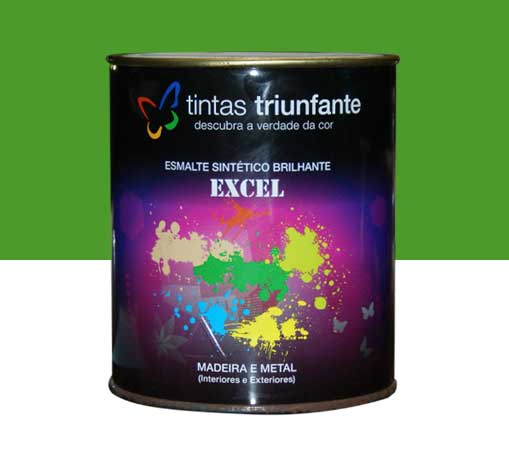 tintas triunfante
descubra a verdade da cor
ESMALTE SINTÉTICO BRILHANTE
EXCEL
MADEIRA E METAL
(Interiores e Exteriores)